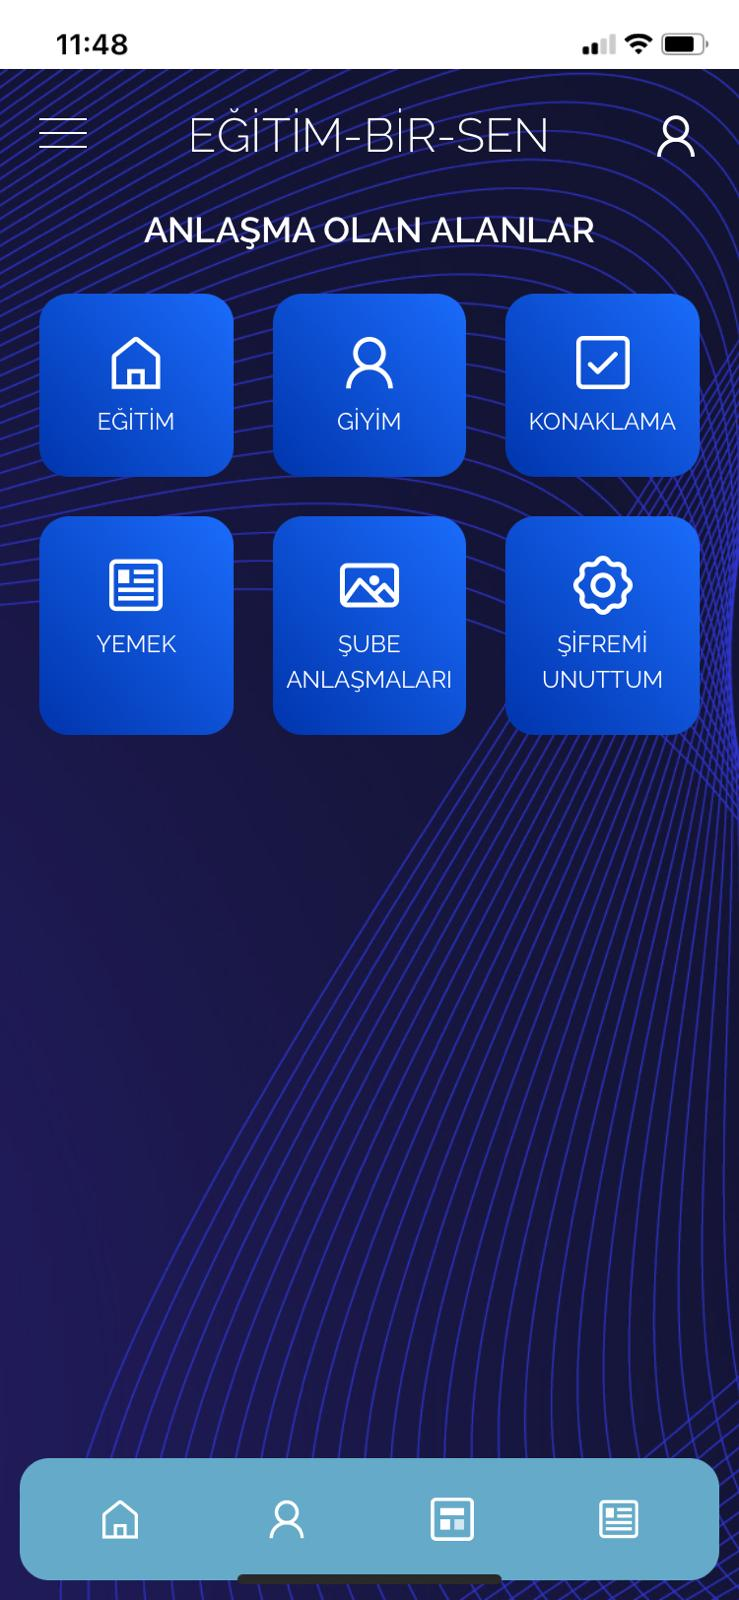 11:48
EĞİTİM-BİR-SEN
ANLAŞMA OLAN ALANLAR
EĞİTİM
GİYİM
KONAKLAMA
YEMEK
ŞUBE
ANLAŞMALARI
ŞİFREMİ
UNUTTUM